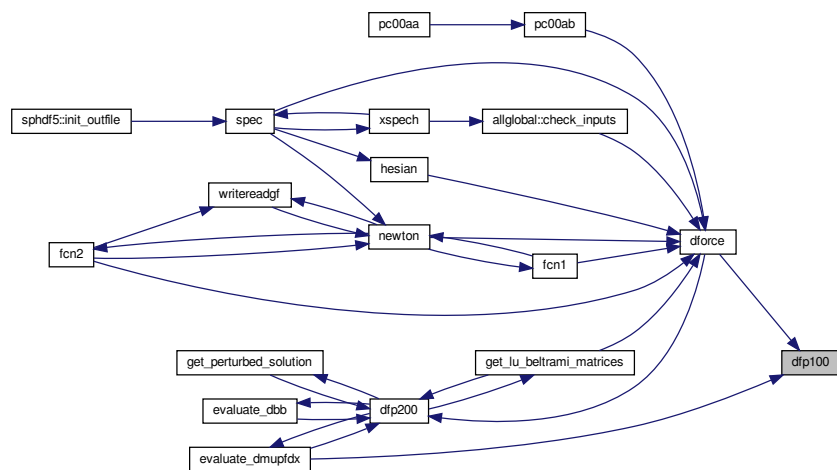 pc00aa
pc00ab
sphdf5::init_outfile
spec
xspech
allglobal::check_inputs
hesian
writereadgf
newton
dforce
fcn2
fcn1
get_perturbed_solution
get_lu_beltrami_matrices
dfp100
evaluate_dbb
dfp200
evaluate_dmupfdx